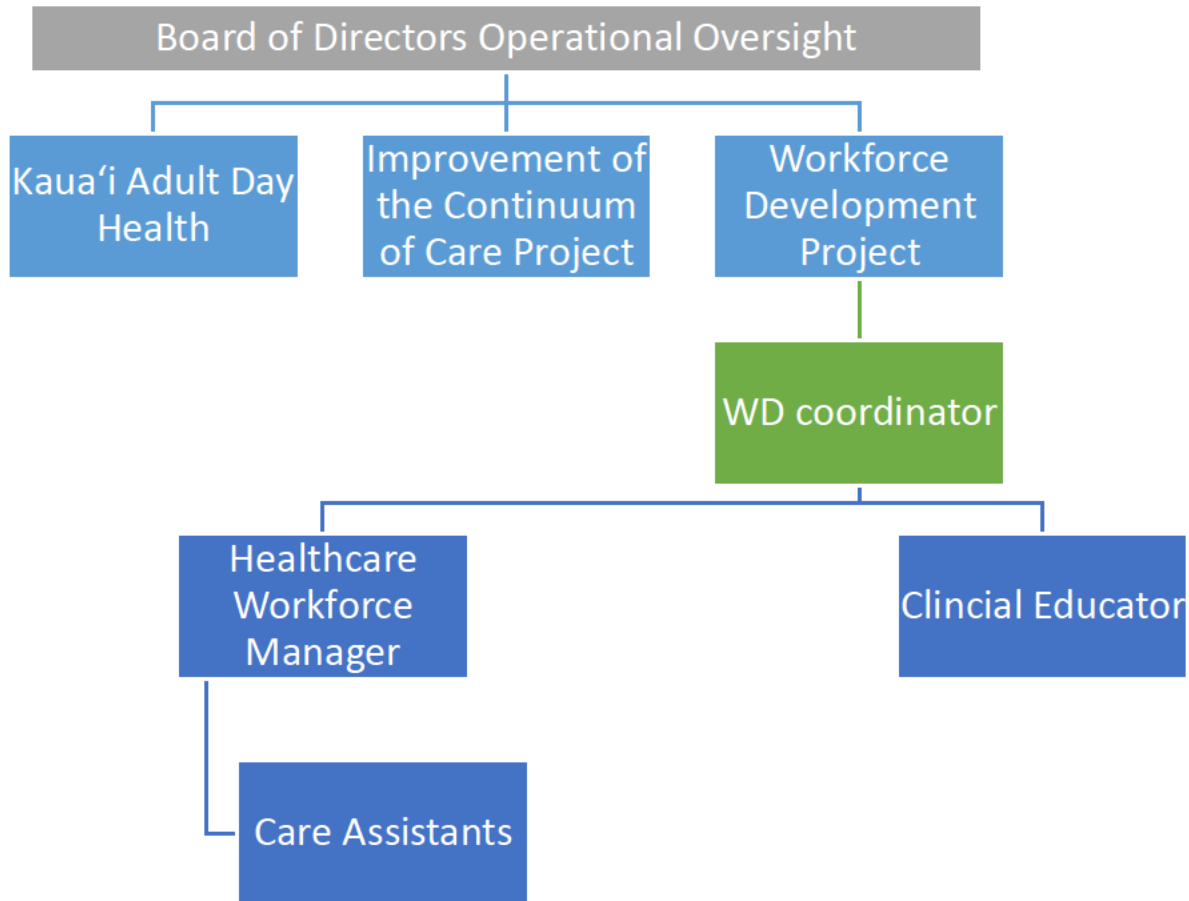 Board of Directors Operational Oversight
Kauaʻi Adult Day
Health
Improvement of
the Continuum
of Care Project
Workforce
Development
Project
WD coordinator
Healthcare
Workforce
Manager
Clincial Educator
Care Assistants